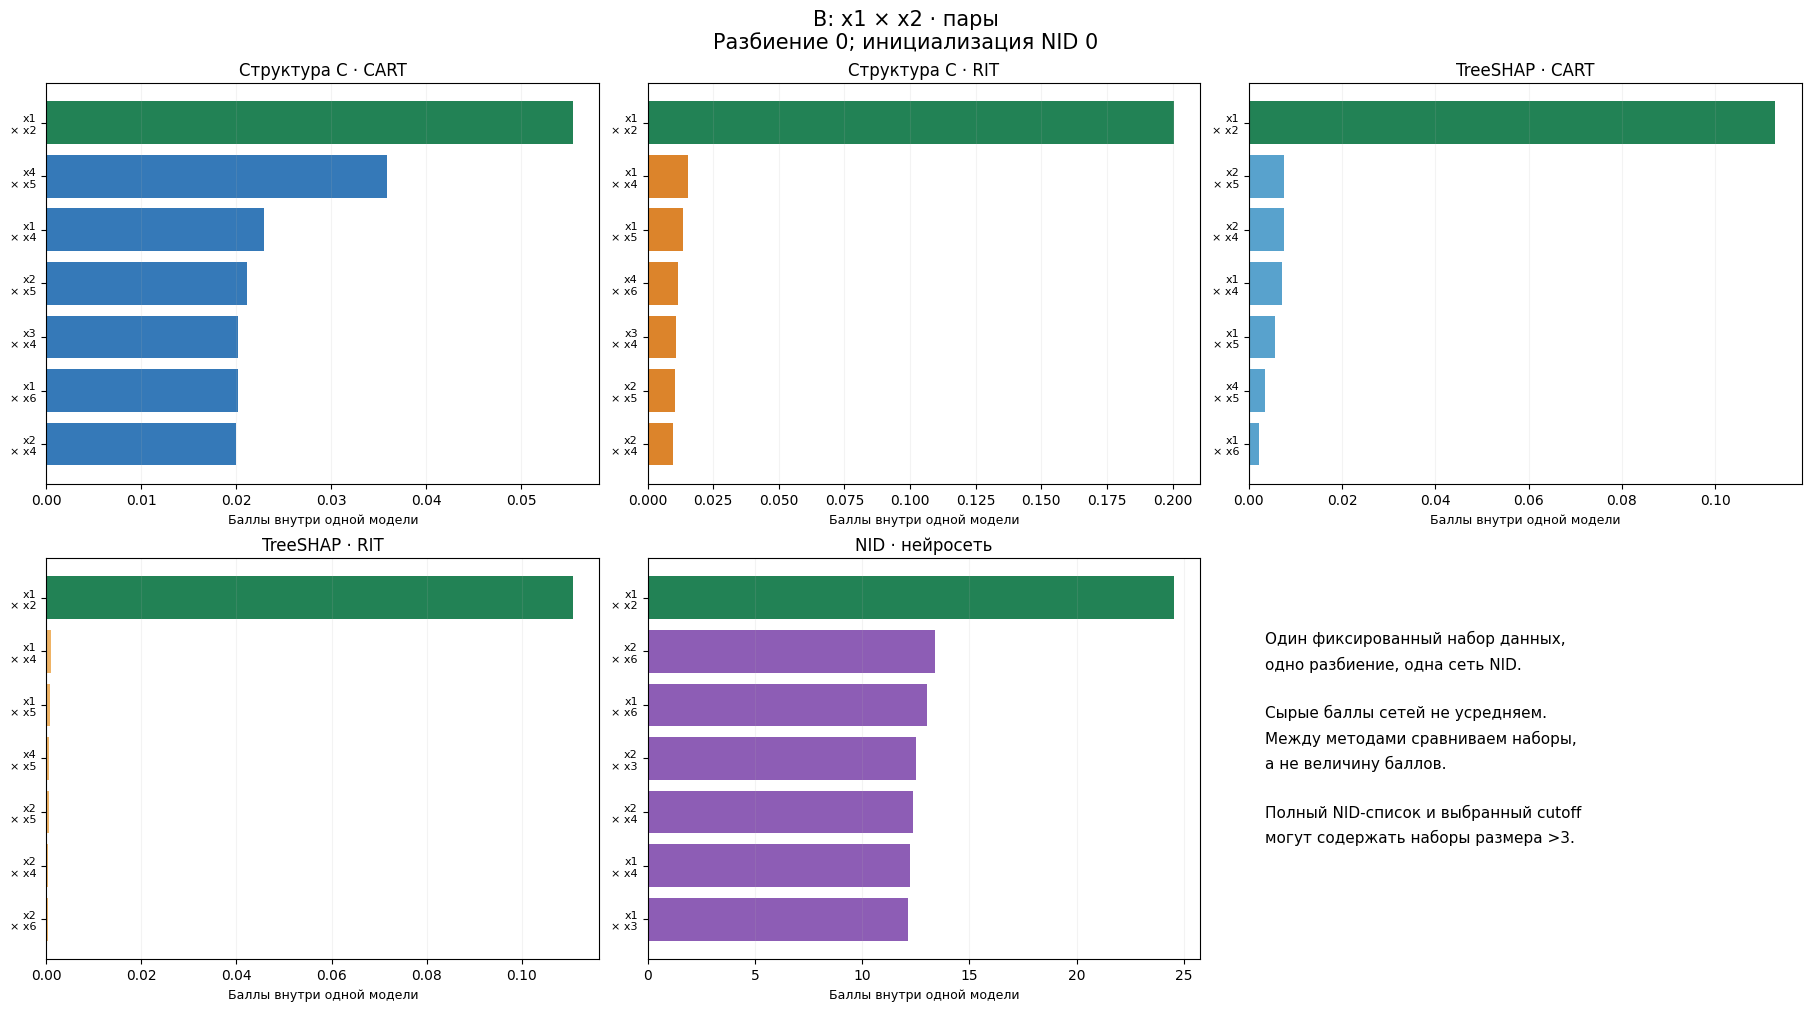 B: x1 × x2 · пары
Разбиение 0; инициализация NID 0
Структура C · CART
x1
× x2
x4
× x5
x1
× x4
x2
× x5
x3
× x4
x1
× x6
x2
× x4
0.00 0.01 0.02 0.03 0.04 0.05
Баллы внутри одной модели
Структура C · RIT
x1
× x2
x1
× x4
x1
× x5
x4
× x6
x3
× x4
x2
× x5
x2
× x4
0.000 0.025 0.050 0.075 0.100 0.125 0.150 0.175 0.200
Баллы внутри одной модели
TreeSHAP · CART
x1
× x2
x2
× x5
x2
× x4
x1
× x4
x1
× x5
x4
× x5
x1
× x6
0.00 0.02 0.04 0.06 0.08 0.10
Баллы внутри одной модели
TreeSHAP · RIT
x1
× x2
x1
× x4
x1
× x5
x4
× x5
x2
× x5
x2
× x4
x2
× x6
0.00 0.02 0.04 0.06 0.08 0.10
Баллы внутри одной модели
NID · нейросеть
x1
× x2
x2
× x6
x1
× x6
x2
× x3
x2
× x4
x1
× x4
x1
× x3
0 5 10 15 20 25
Баллы внутри одной модели
Один фиксированный набор данных,
одно разбиение, одна сеть NID.
Сырые баллы сетей не усредняем.
Между методами сравниваем наборы,
а не величину баллов.
Полный NID-список и выбранный cutoff
могут содержать наборы размера >3.